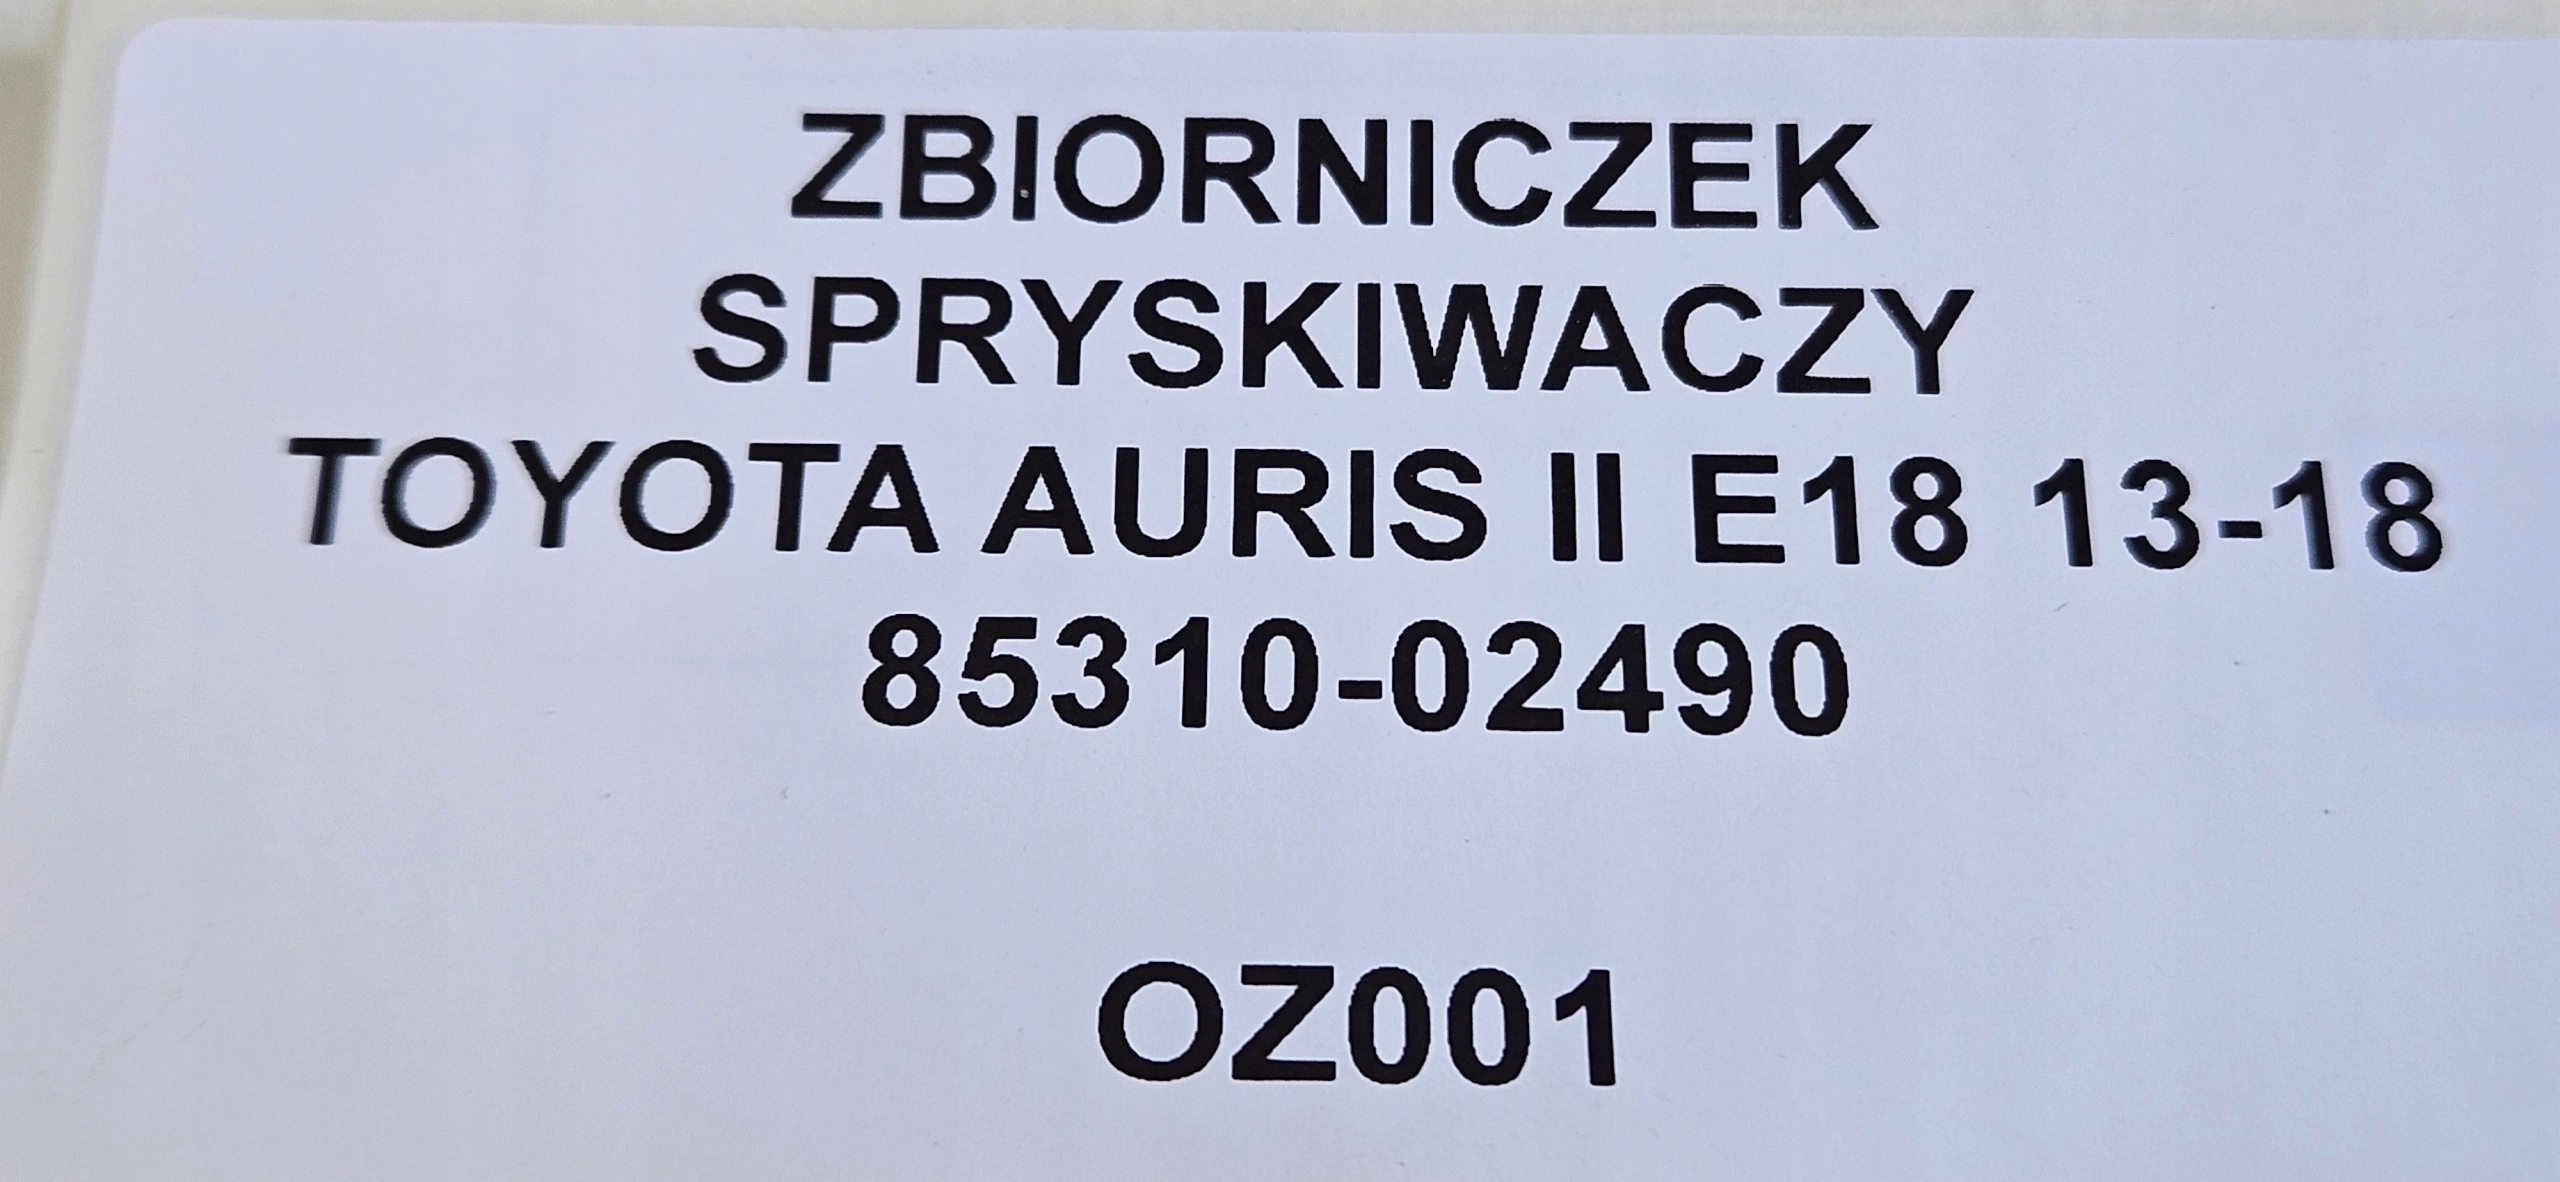 ZBIORNICZEK
SPRYSKIWACZY
TOYOTA AURIS II E18 13-18
85310-02490
OZ001